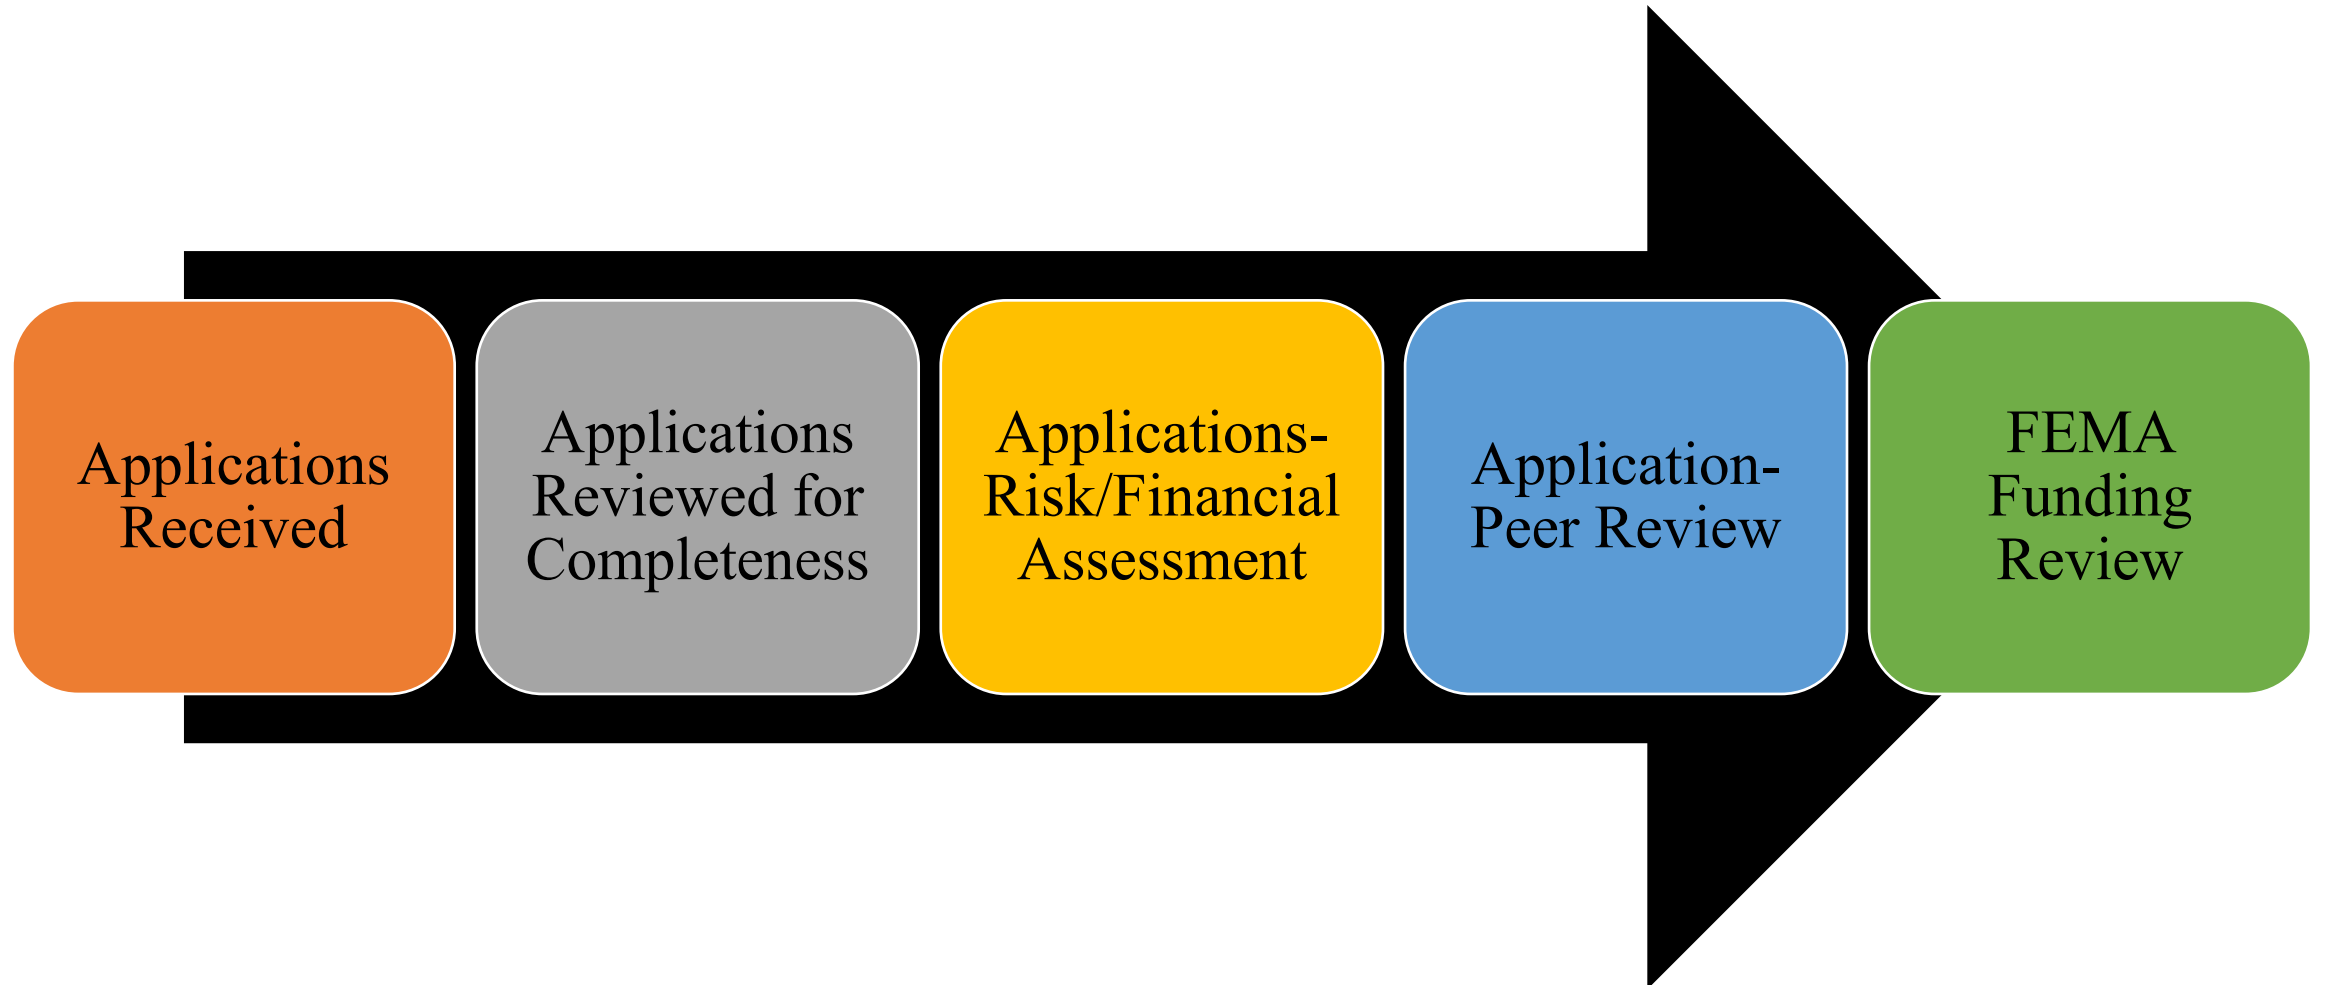 Applications
Received
Applications
Reviewed for
Completeness
Applications-
Risk/Financial
Assessment
Application-
Peer Review
FEMA
Funding
Review